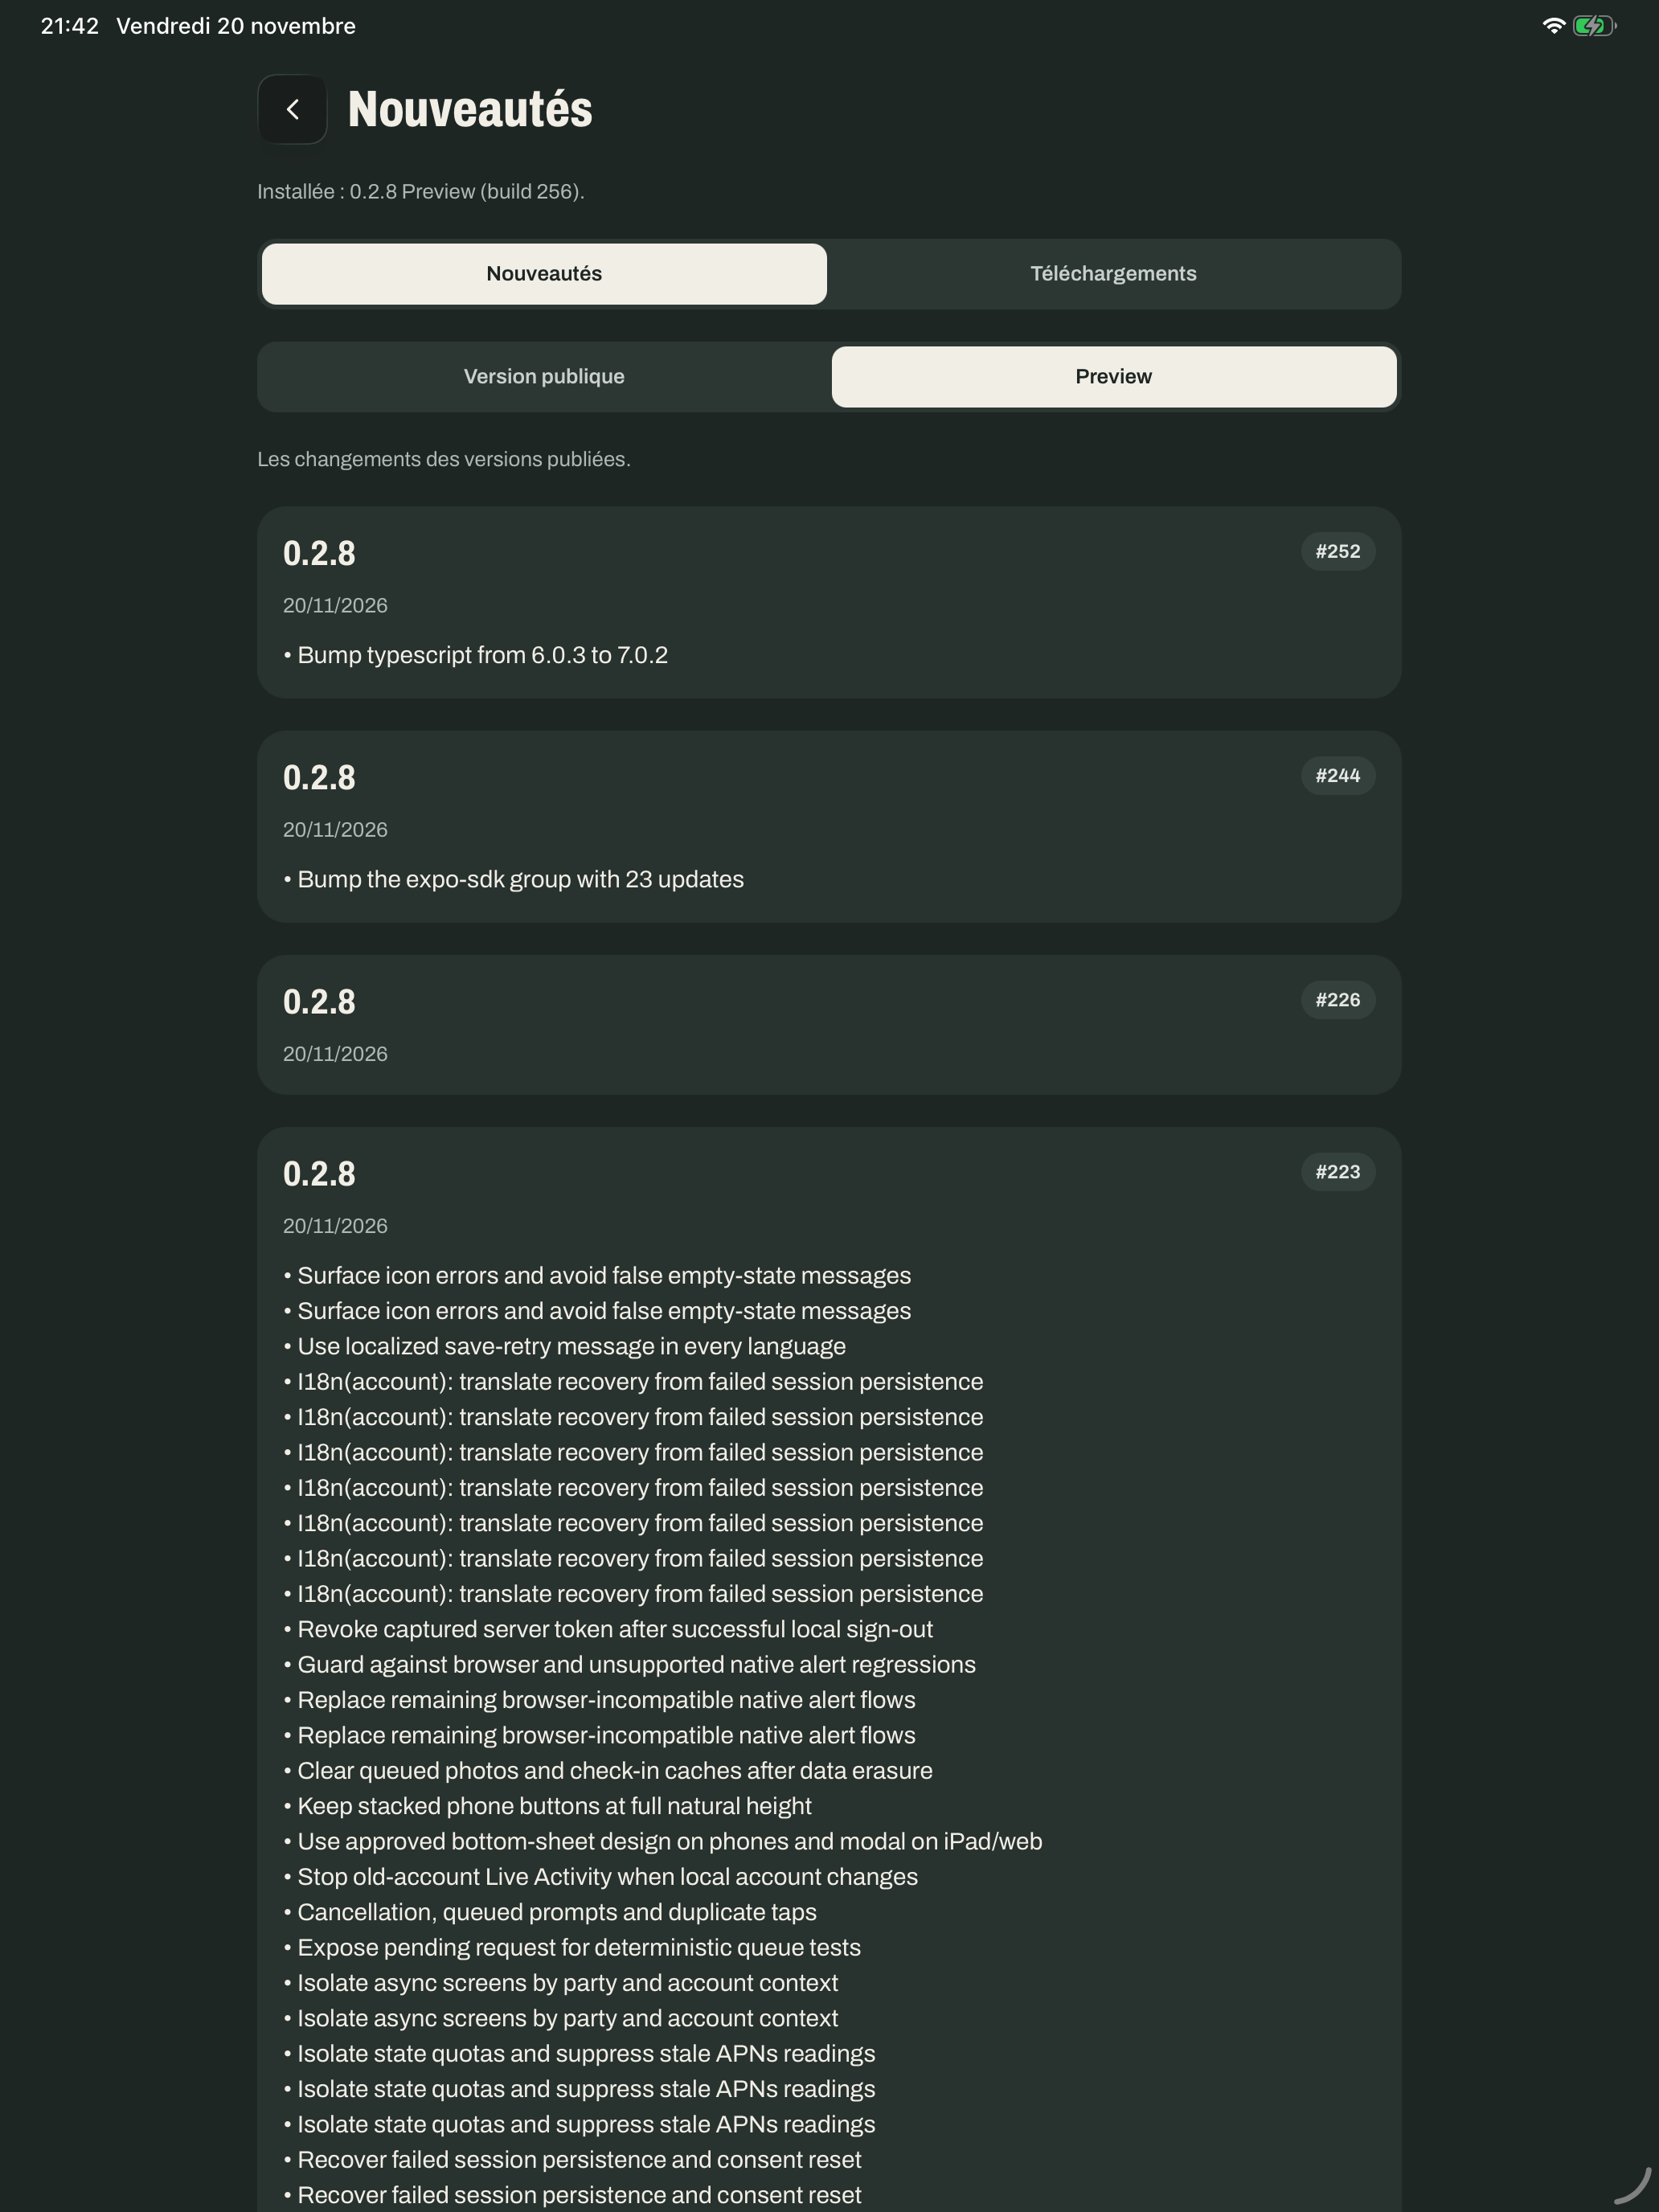 21:42 Vendredi 20 novembre
Nouveautés
Installée : 0.2.8 Preview (build 256).
Nouveautés
Téléchargements
Version publique
Preview
Les changements des versions publiées.
0.2.8
#252
20/11/2026
• Bump typescript from 6.0.3 to 7.0.2
0.2.8
#244
20/11/2026
• Bump the expo-sdk group with 23 updates
0.2.8
#226
20/11/2026
0.2.8
#223
20/11/2026
• Surface icon errors and avoid false empty-state messages
• Surface icon errors and avoid false empty-state messages
• Use localized save-retry message in every language
• I18n(account): translate recovery from failed session persistence
• I18n(account): translate recovery from failed session persistence
• I18n(account): translate recovery from failed session persistence
• I18n(account): translate recovery from failed session persistence
• I18n(account): translate recovery from failed session persistence
• I18n(account): translate recovery from failed session persistence
• I18n(account): translate recovery from failed session persistence
• Revoke captured server token after successful local sign-out
• Guard against browser and unsupported native alert regressions
• Replace remaining browser-incompatible native alert flows
• Replace remaining browser-incompatible native alert flows
• Clear queued photos and check-in caches after data erasure
• Keep stacked phone buttons at full natural height
• Use approved bottom-sheet design on phones and modal on iPad/web
• Stop old-account Live Activity when local account changes
• Cancellation, queued prompts and duplicate taps
• Expose pending request for deterministic queue tests
• Isolate async screens by party and account context
• Isolate async screens by party and account context
• Isolate state quotas and suppress stale APNs readings
• Isolate state quotas and suppress stale APNs readings
• Isolate state quotas and suppress stale APNs readings
• Recover failed session persistence and consent reset
• Recover failed session persistence and consent reset